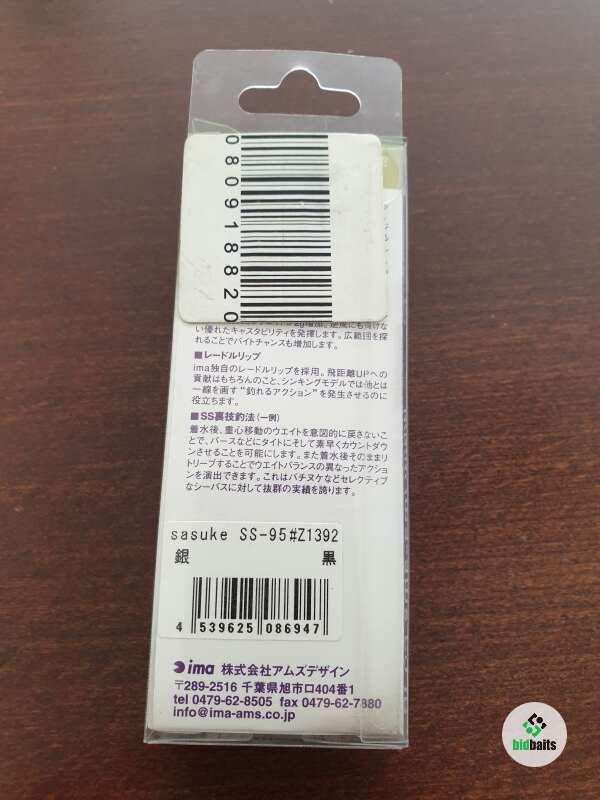 080918820
2g増加。逆風にも負けない
い優れたキャスタビリティを発揮します。広範囲を探
れることでバイトチャンスも増加します。
■レードルリップ
ima独自のレードルリップを採用。飛距離UPへの
貢献はもちろんのこと、シンキングモデルでは他とは
一線を画す“釣れるアクション”を発生させるのに
役立ちます。
■SS裏技釣法（一例）
着水後、重心移動のウエイトを意図的に戻さないこ
とで、バースなどにタイトにそして素早くカウントダウ
ンさせることを可能にします。また着水後そのままリ
トリーブすることでウエイトバランスの異なったアクショ
ンを演出できます。これはバチヌケなどセレクティブ
なシーバスに対して抜群の実績を誇ります。
sasuke SS-95#Z1392
銀 黒
4 539625 086947
ima 株式会社アムズデザイン
〒289-2516 千葉県旭市ロ404番1
tel 0479-62-8505 fax 0479-62-7880
info@ima-ams.co.jp
bidbaits